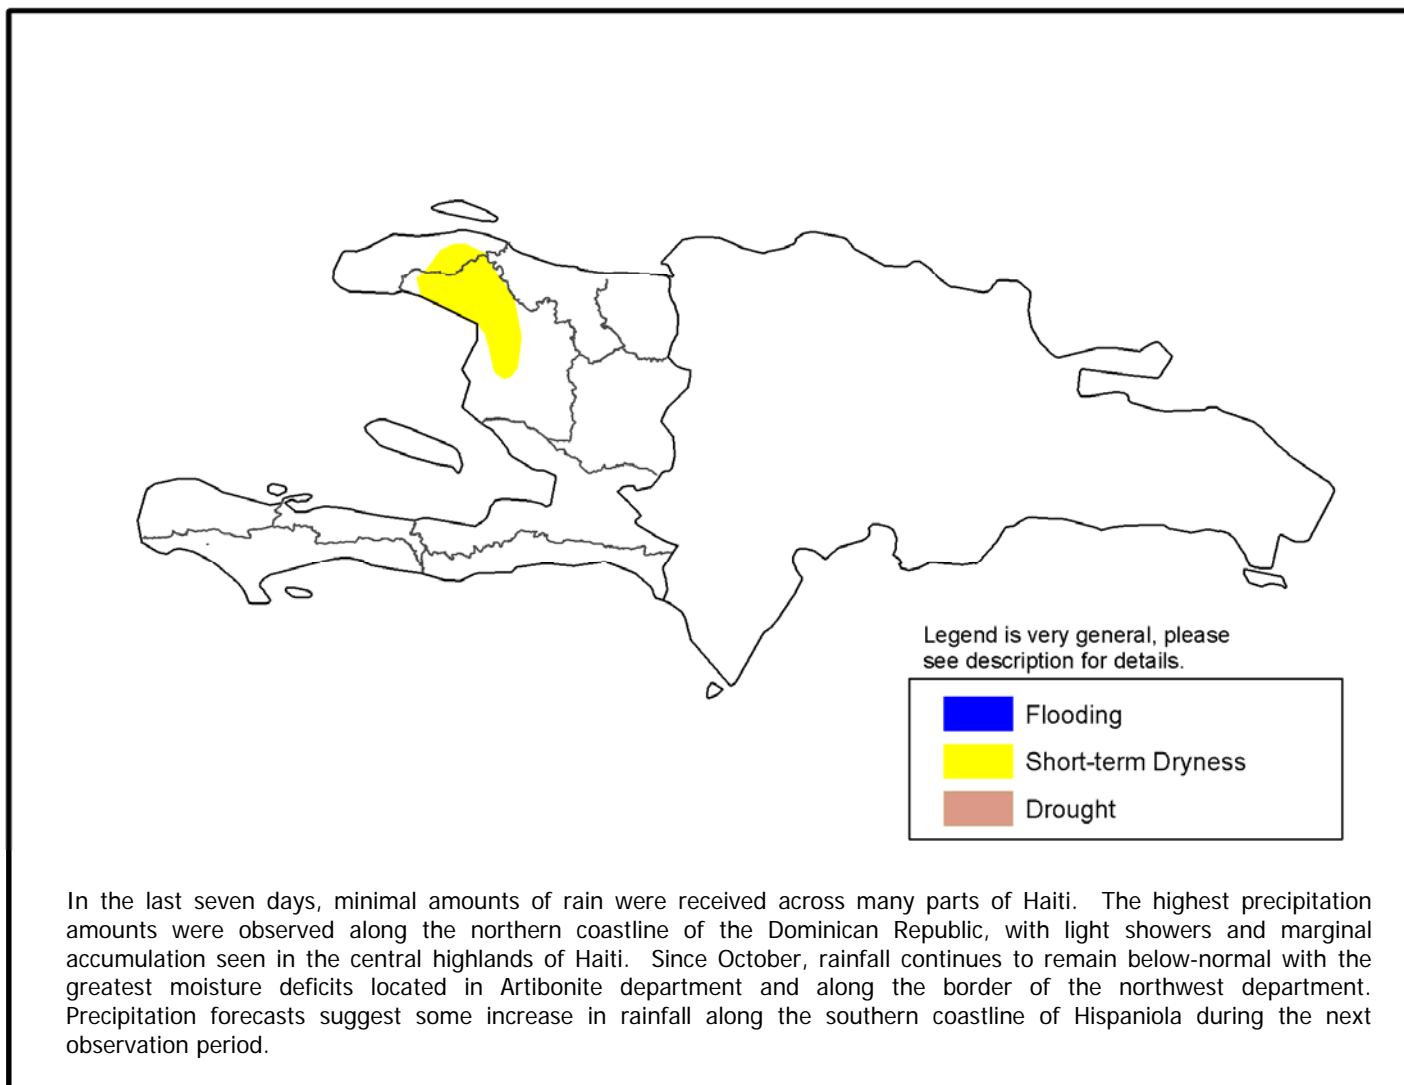 Legend is very general, please
see description for details.
Flooding
Short-term Dryness
Drought
In the last seven days, minimal amounts of rain were received across many parts of Haiti. The highest precipitation
amounts were observed along the northern coastline of the Dominican Republic, with light showers and marginal
accumulation seen in the central highlands of Haiti. Since October, rainfall continues to remain below-normal with the
greatest moisture deficits located in Artibonite department and along the border of the northwest department.
Precipitation forecasts suggest some increase in rainfall along the southern coastline of Hispaniola during the next
observation period.